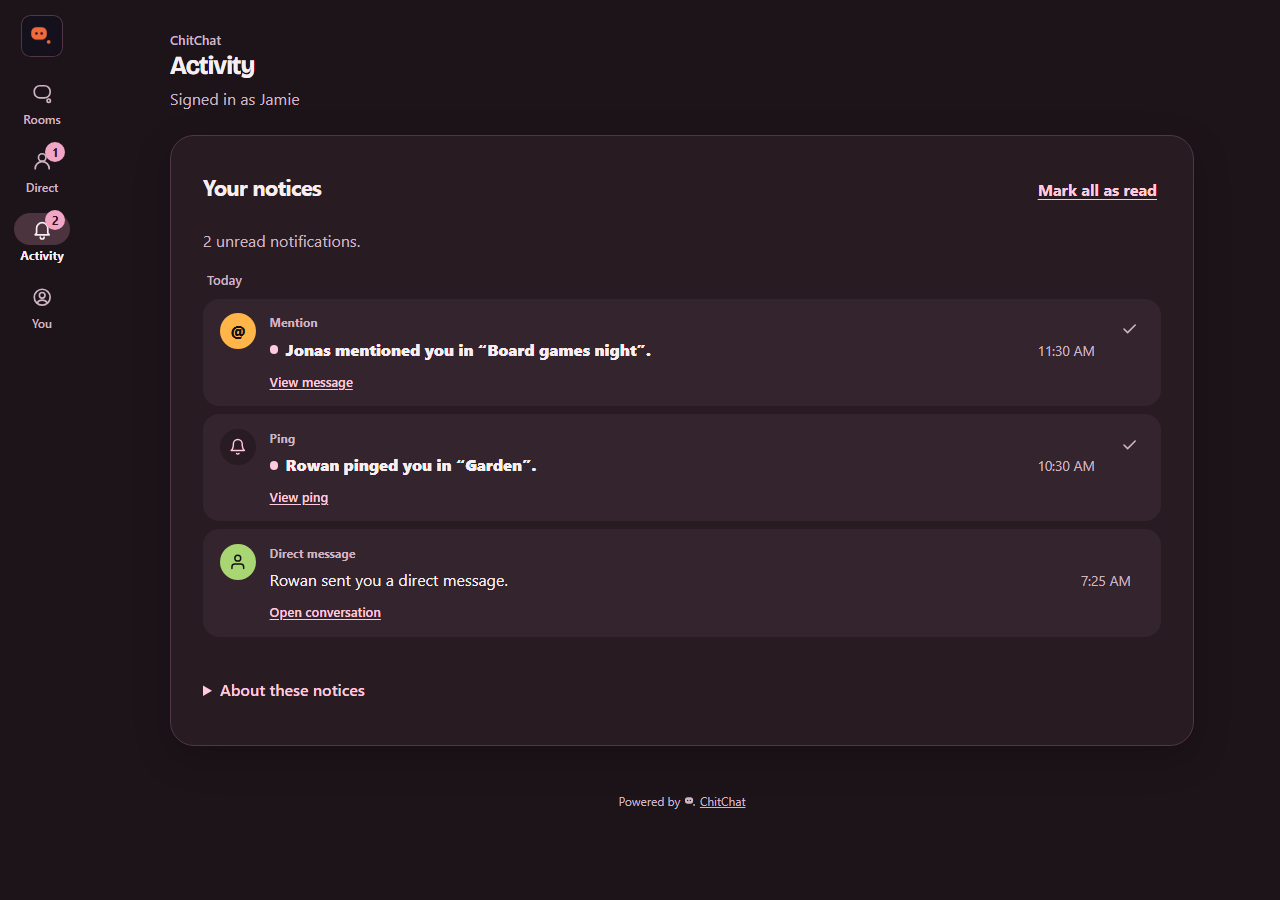 ChitChat
Activity
Signed in as Jamie
Rooms
1
Direct
2
Activity
You
Your notices
Mark all as read
2 unread notifications.
Today
@
Mention
Jonas mentioned you in “Board games night”.
11:30 AM
View message
Ping
Rowan pinged you in “Garden”.
10:30 AM
View ping
Direct message
Rowan sent you a direct message.
7:25 AM
Open conversation
About these notices
Powered by ChitChat